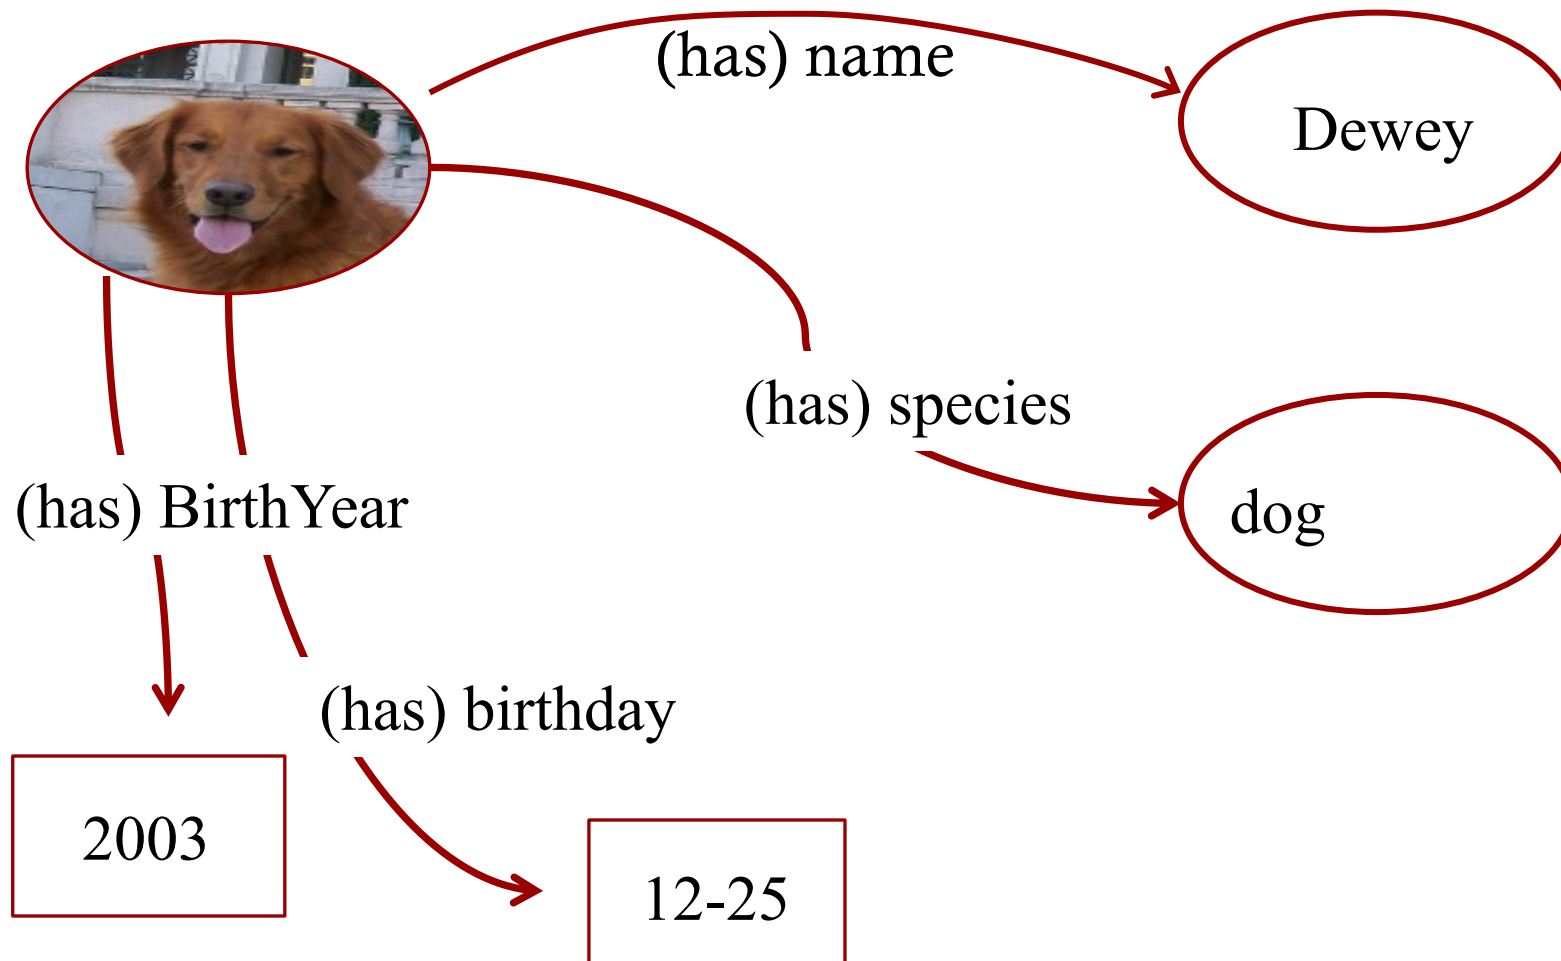 (has) name
Dewey
(has) species
dog
(has) BirthYear
(has) birthday
2003
12-25